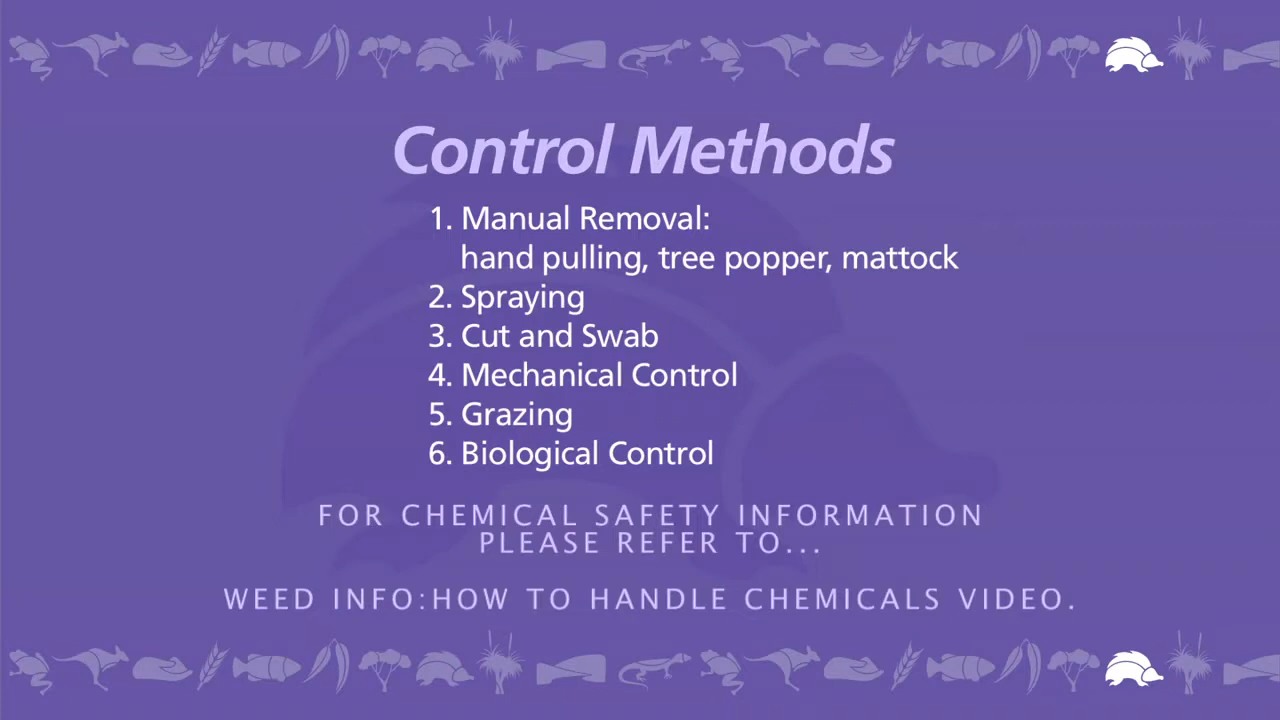 Control Methods
1. Manual Removal:
hand pulling, tree popper, mattock
2. Spraying
3. Cut and Swab
4. Mechanical Control
5. Grazing
6. Biological Control
FOR CHEMICAL SAFETY INFORMATION
PLEASE REFER TO...
WEED INFO:HOW TO HANDLE CHEMICALS VIDEO.